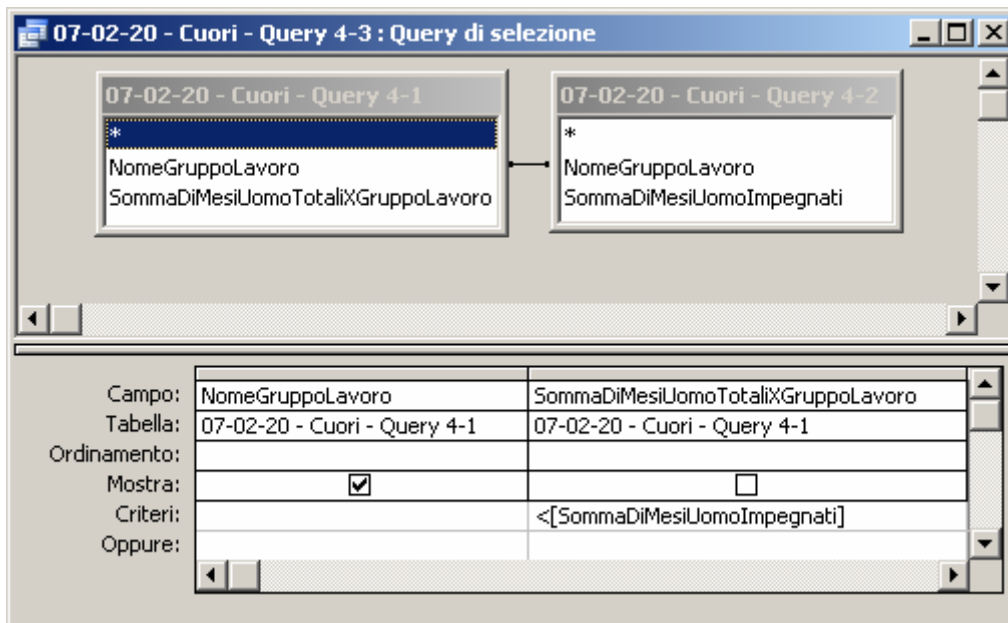 07-02-20 - Cuori - Query 4-3 : Query di selezione
07-02-20 - Cuori - Query 4-1
*
NomeGruppoLavoro
SommaDiMesiUomoTotaliXGruppoLavoro
07-02-20 - Cuori - Query 4-2
*
NomeGruppoLavoro
SommaDiMesiUomoImpegnati
Campo: NomeGruppoLavoro SommaDiMesiUomoTotaliXGruppoLavoro
Tabella: 07-02-20 - Cuori - Query 4-1 07-02-20 - Cuori - Query 4-1
Ordinamento:
Mostra:
Criteri: <[SommaDiMesiUomoImpegnati]
Oppure: